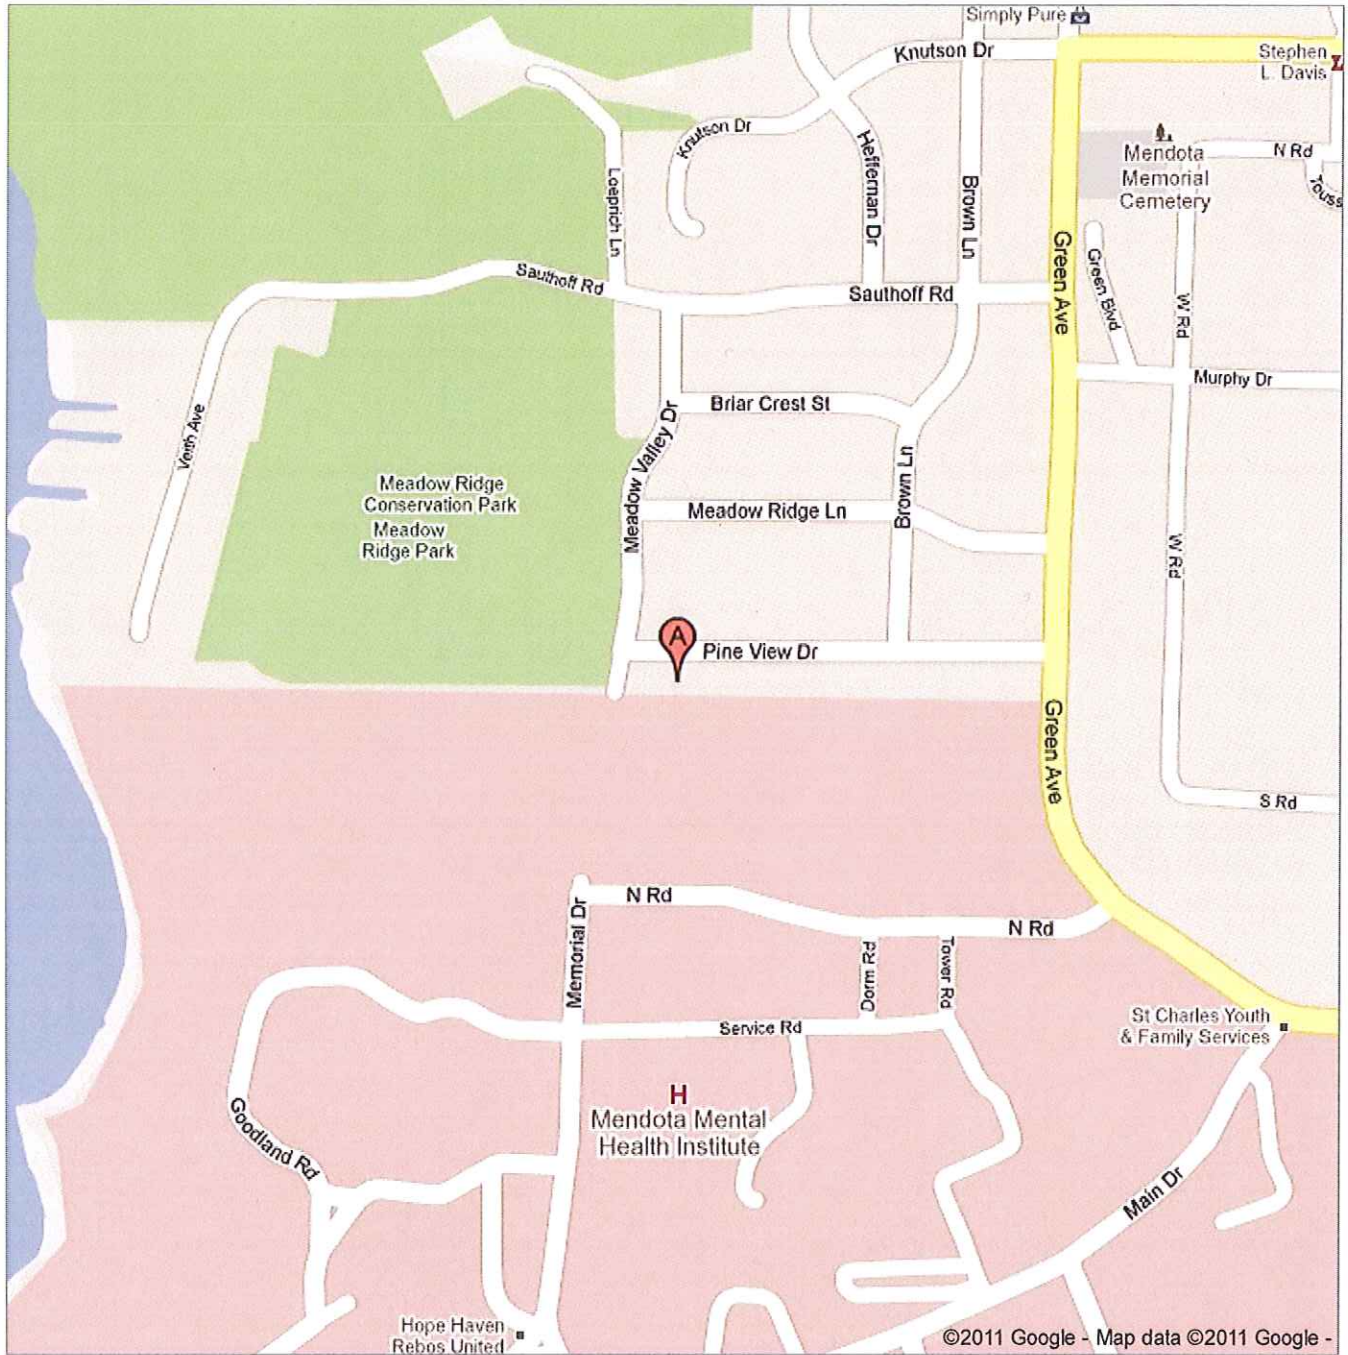 Simply Pure
Knutson Dr
Stephen
L. Davis
Knutson Dr
Heffernan Dr
Mendota
Memorial
Cemetery
N Rd
Loeprich Ln
Brown Ln
Green Ave
Green Blvd
Sauthoff Rd
Sauthoff Rd
W Rd
Murphy Dr
Veith Ave
Briar Crest St
Meadow Valley Dr
Brown Ln
Meadow Ridge
Conservation Park
Meadow
Ridge Park
Meadow Ridge Ln
W Rd
A
Pine View Dr
Green Ave
S Rd
N Rd
N Rd
Memorial Dr
Dorm Rd
Tower Rd
Service Rd
St Charles Youth
& Family Services
H
Mendota Mental
Health Institute
Goodland Rd
Main Dr
Hope Haven
Rebos United
©2011 Google - Map data ©2011 Google -